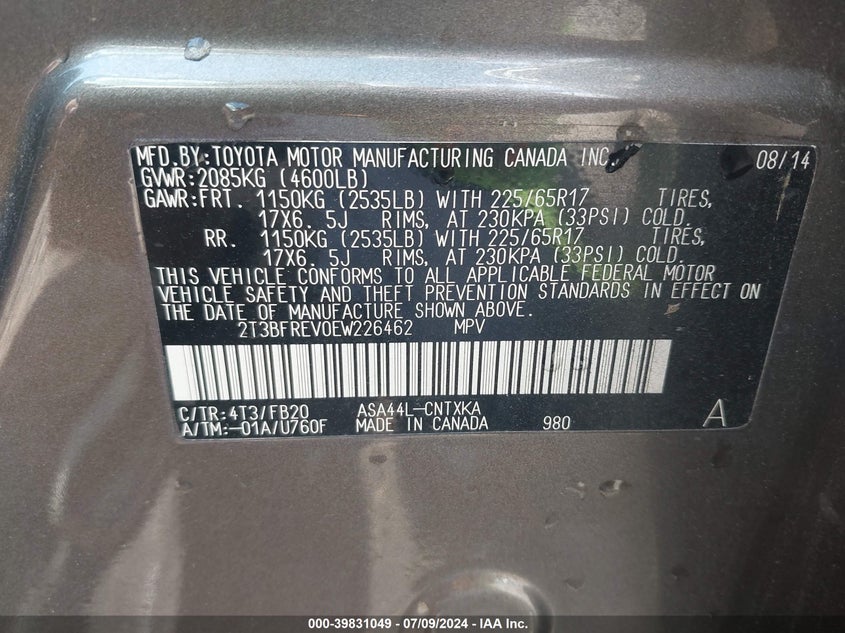 MFD.BY:TOYOTA MOTOR MANUFACTURING CANADA INC. 08/14
GVWR:2085KG (4600LB)
GAWR:FRT. 1150KG (2535LB) WITH 225/65R17 TIRES,
17X6. 5J RIMS, AT 230KPA (33PSI) COLD.
RR. 1150KG (2535LB) WITH 225/65R17 TIRES,
17X6. 5J RIMS, AT 230KPA (33PSI) COLD.
THIS VEHICLE CONFORMS TO ALL APPLICABLE FEDERAL MOTOR
VEHICLE SAFETY AND THEFT PREVENTION STANDARDS IN EFFECT ON
THE DATE OF MANUFACTURE SHOWN ABOVE.
2T3BFREV0EW226462 MPV
C/TR:4T3/FB20 ASA44L-CNTXKA
A/TM:-01A/U760F MADE IN CANADA 980 A
000-39831049 / 07/09/2024 - IAA Inc.